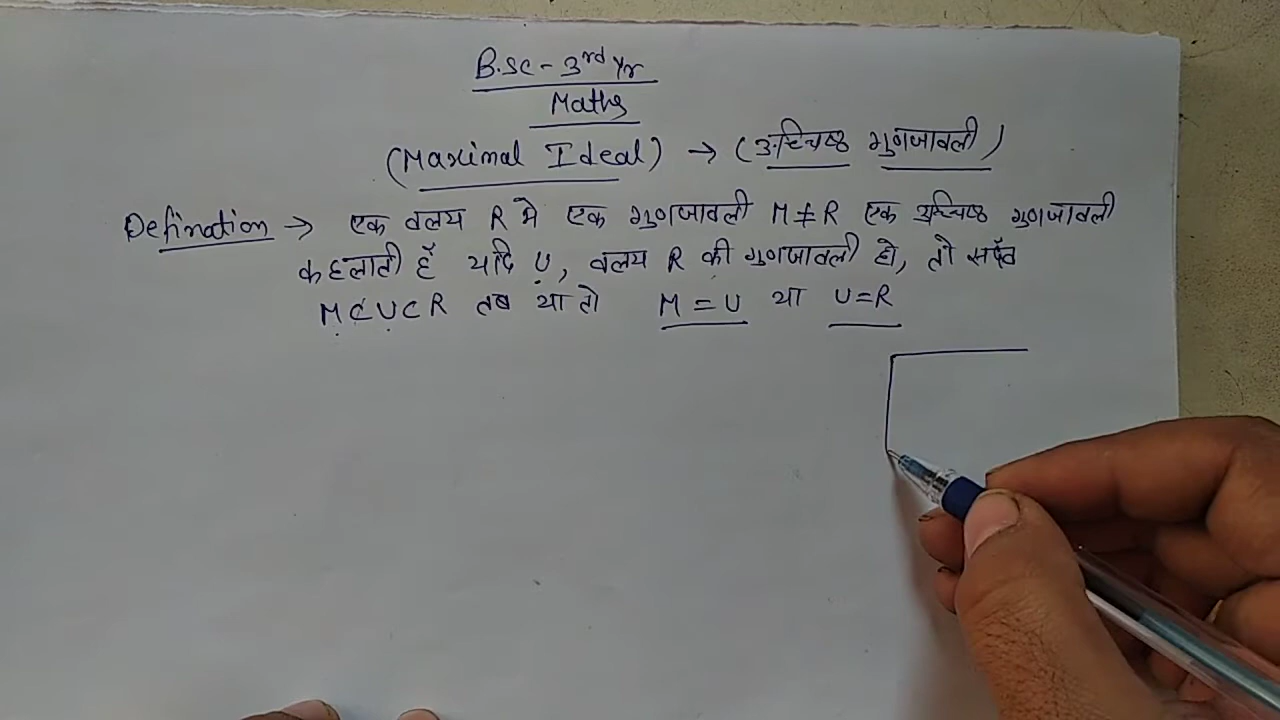 B.Sc - 3rd Yr
Maths
(Maximal Ideal) → (उच्चिष्ठ गुणजावली)
Defination → एक वलय R मे एक गुणजावली M ≠ R एक उच्चिष्ठ गुणजावली
कहलाती हैं यदि U, वलय R की गुणजावली हो, तो सदैव
M⊂U⊂R तब या तो M = U या U=R